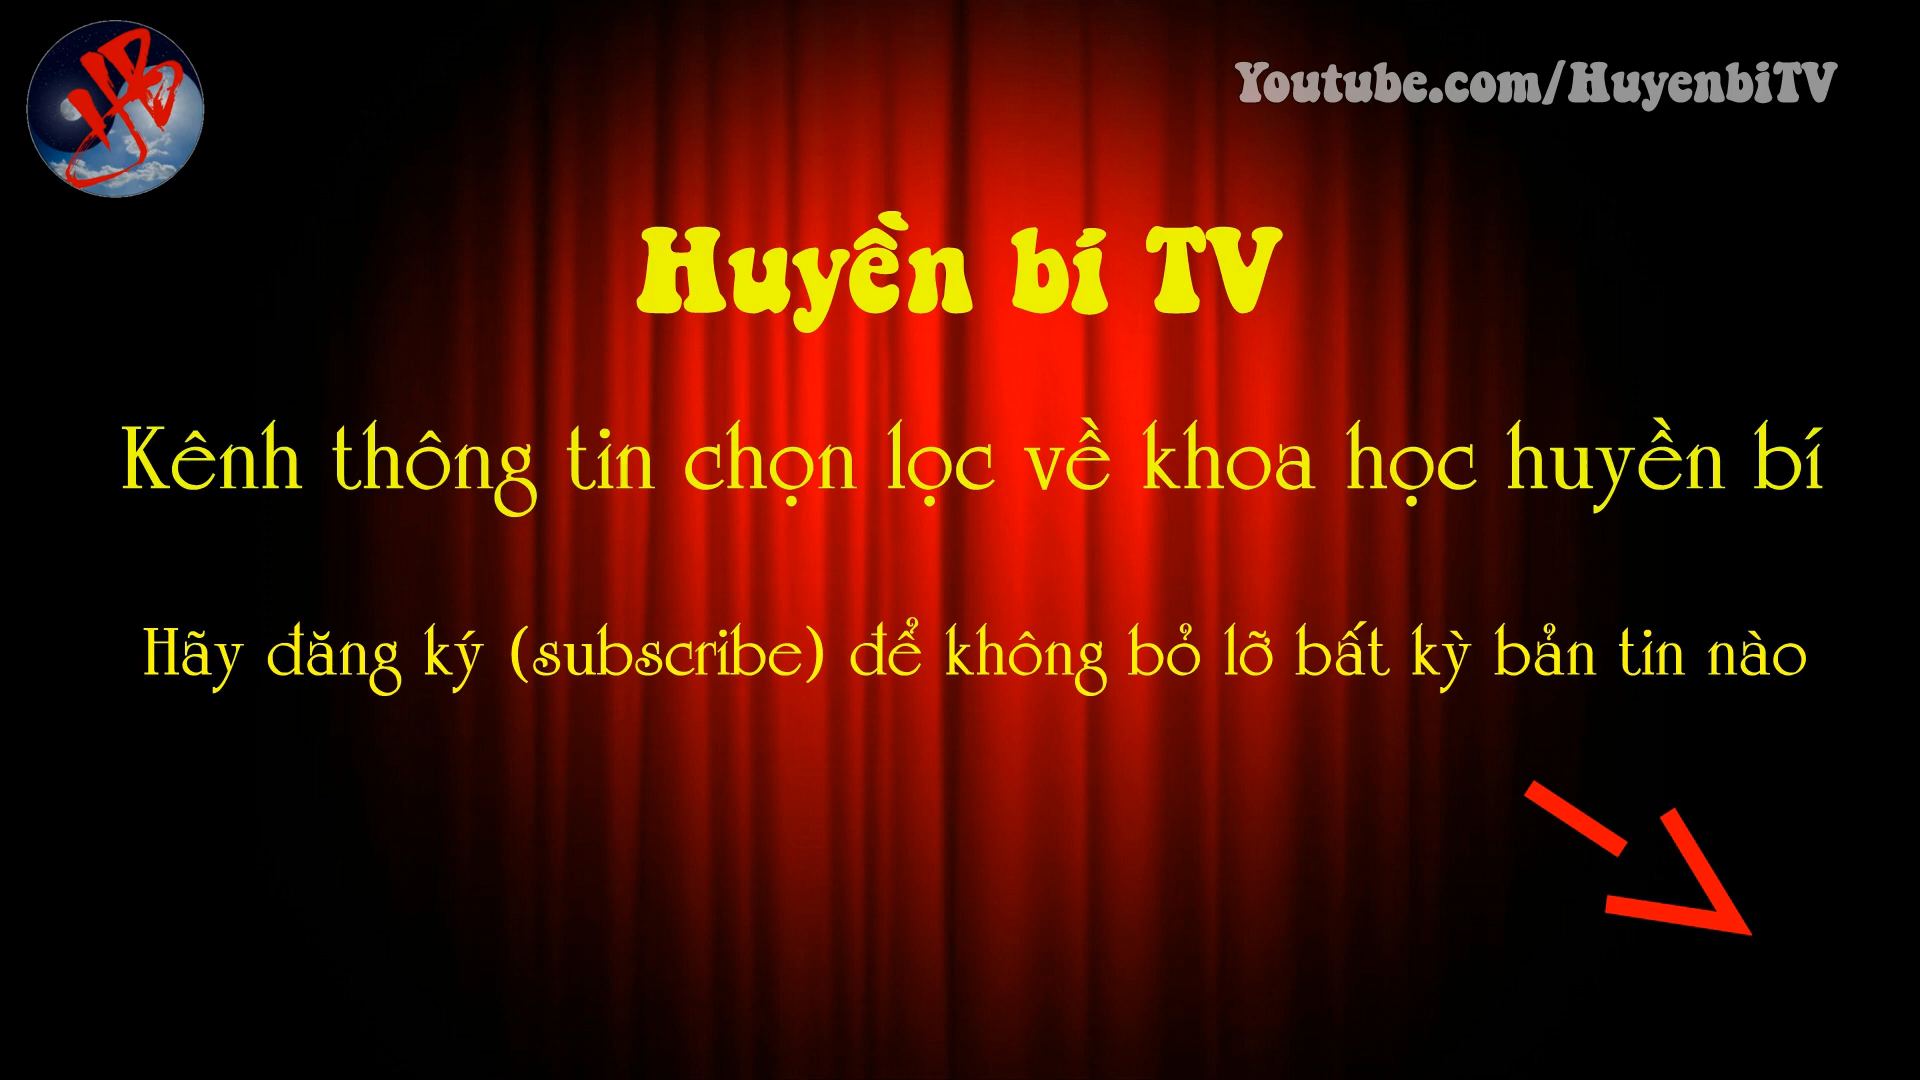 HB
Youtube.com/HuyenbiTV
Huyền bí TV
Kênh thông tin chọn lọc về khoa học huyền bí
Hãy đăng ký (subscribe) để không bỏ lỡ bất kỳ bản tin nào